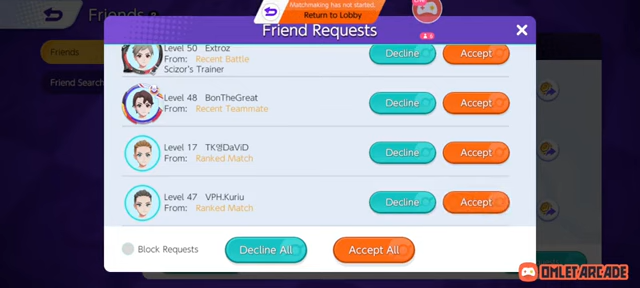 Friends
Matchmaking has not started.
Return to Lobby
Friend Requests
Friends
Friend Search
Level 50 Extroz
From: Recent Battle
Scizor's Trainer
Decline
Accept
Level 48 BonTheGreat
From: Recent Teammate
Decline
Accept
Level 17 TK영DaViD
From: Ranked Match
Decline
Accept
Level 47 VPH.Kuriu
From: Ranked Match
Decline
Accept
Block Requests
Decline All
Accept All
OMLET ARCADE